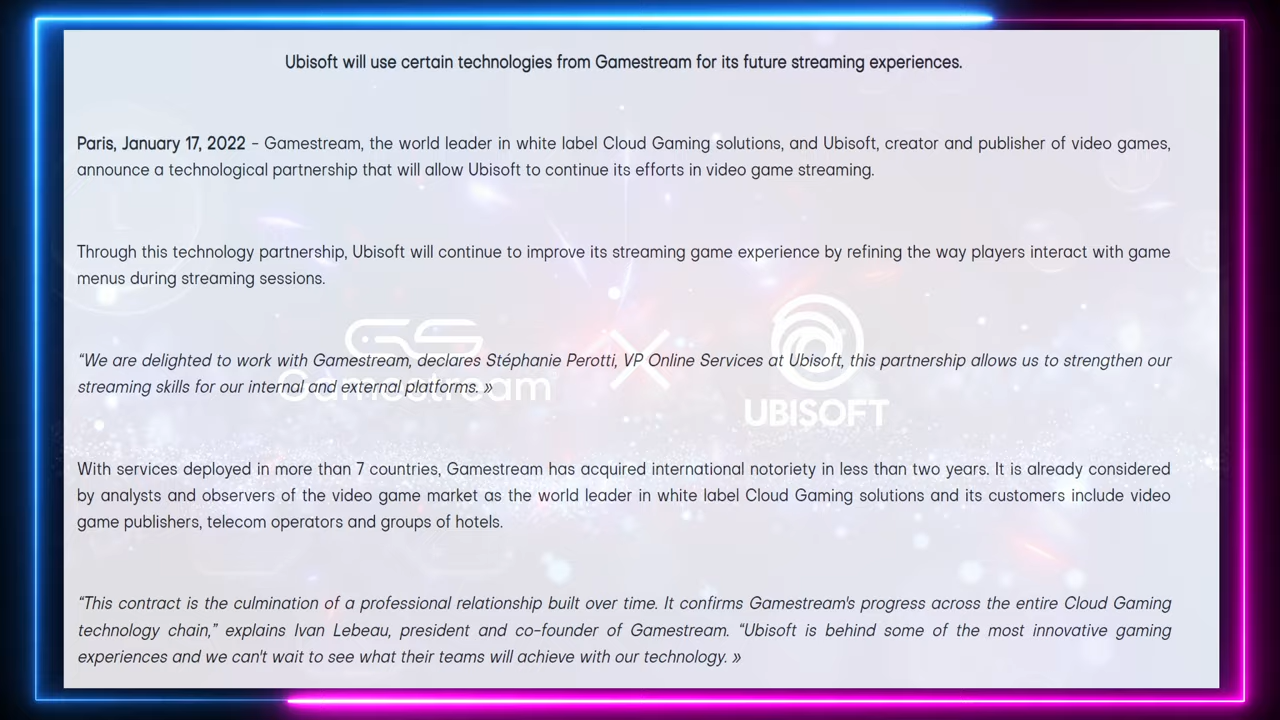 Ubisoft will use certain technologies from Gamestream for its future streaming experiences.
Paris, January 17, 2022 - Gamestream, the world leader in white label Cloud Gaming solutions, and Ubisoft, creator and publisher of video games,
announce a technological partnership that will allow Ubisoft to continue its efforts in video game streaming.
Through this technology partnership, Ubisoft will continue to improve its streaming game experience by refining the way players interact with game
menus during streaming sessions.
“We are delighted to work with Gamestream, declares Stéphanie Perotti, VP Online Services at Ubisoft, this partnership allows us to strengthen our
streaming skills for our internal and external platforms. »
GS
Gamestream
UBISOFT
With services deployed in more than 7 countries, Gamestream has acquired international notoriety in less than two years. It is already considered
by analysts and observers of the video game market as the world leader in white label Cloud Gaming solutions and its customers include video
game publishers, telecom operators and groups of hotels.
“This contract is the culmination of a professional relationship built over time. It confirms Gamestream's progress across the entire Cloud Gaming
technology chain,” explains Ivan Lebeau, president and co-founder of Gamestream. “Ubisoft is behind some of the most innovative gaming
experiences and we can't wait to see what their teams will achieve with our technology. »